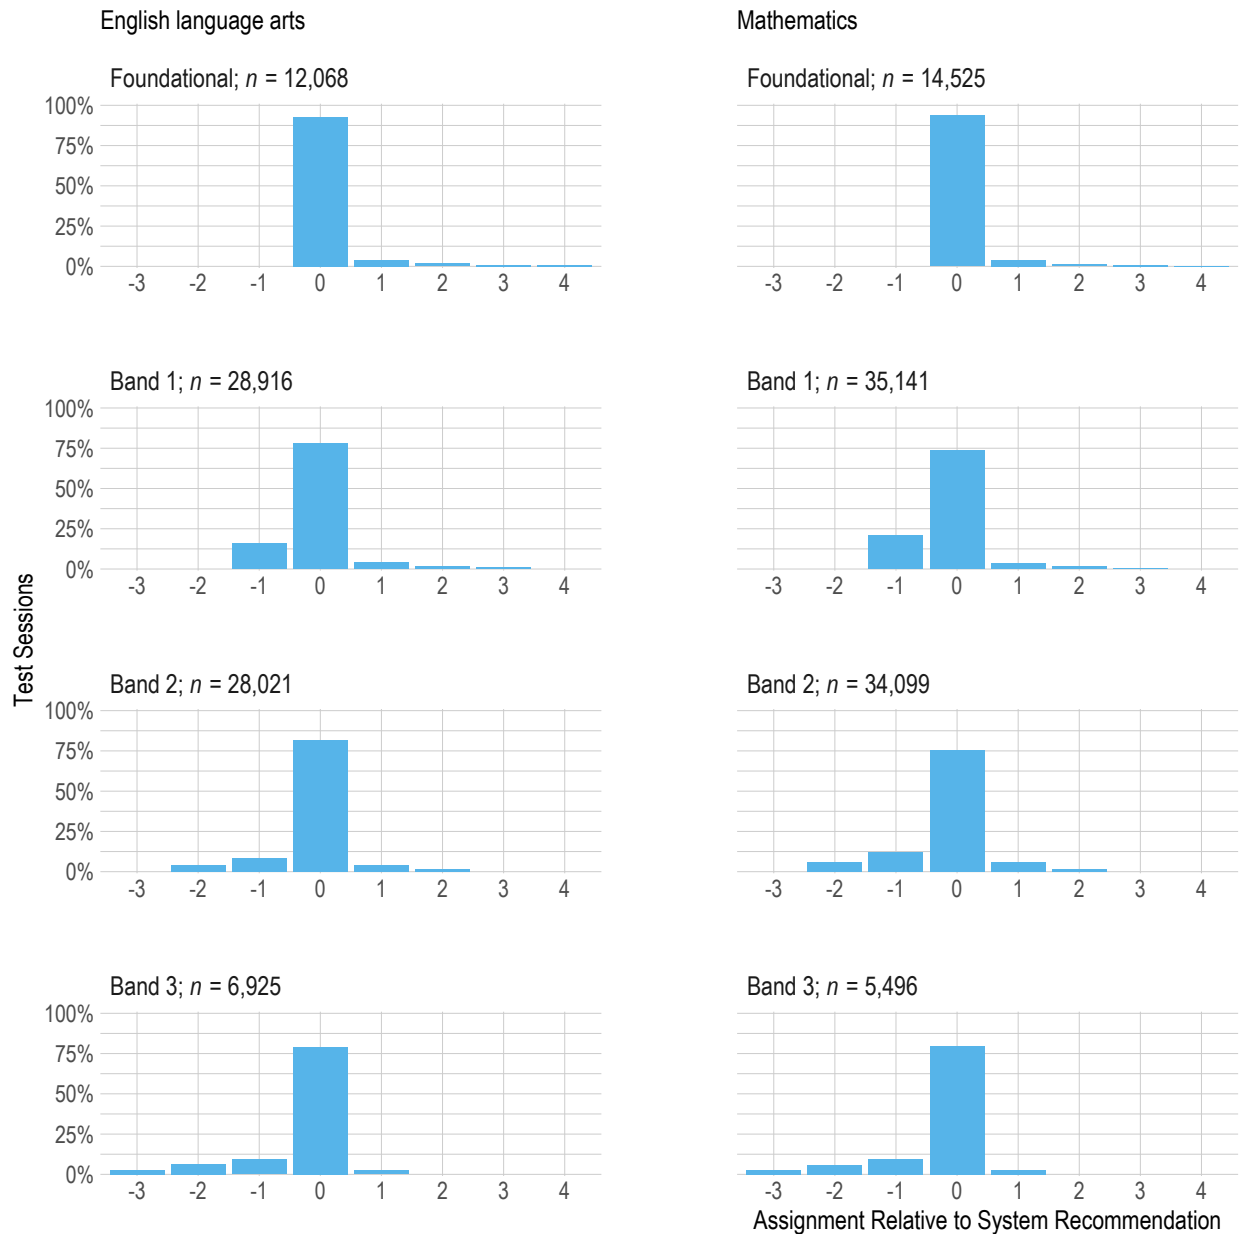 English language arts
Mathematics
Foundational; n = 12,068
Foundational; n = 14,525
100%
75%
50%
25%
0%
-3 -2 -1 0 1 2 3 4
-3 -2 -1 0 1 2 3 4
Band 1; n = 28,916
Band 1; n = 35,141
100%
75%
50%
25%
0%
-3 -2 -1 0 1 2 3 4
-3 -2 -1 0 1 2 3 4
Test Sessions
Band 2; n = 28,021
Band 2; n = 34,099
100%
75%
50%
25%
0%
-3 -2 -1 0 1 2 3 4
-3 -2 -1 0 1 2 3 4
Band 3; n = 6,925
Band 3; n = 5,496
100%
75%
50%
25%
0%
-3 -2 -1 0 1 2 3 4
-3 -2 -1 0 1 2 3 4
Assignment Relative to System Recommendation